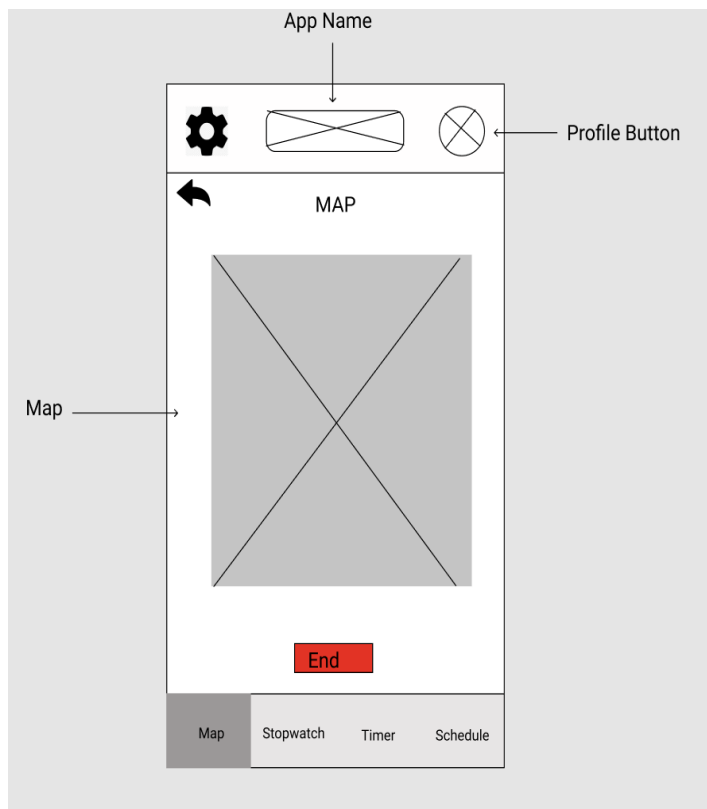 App Name
Profile Button
MAP
Map
End
Map
Stopwatch
Timer
Schedule